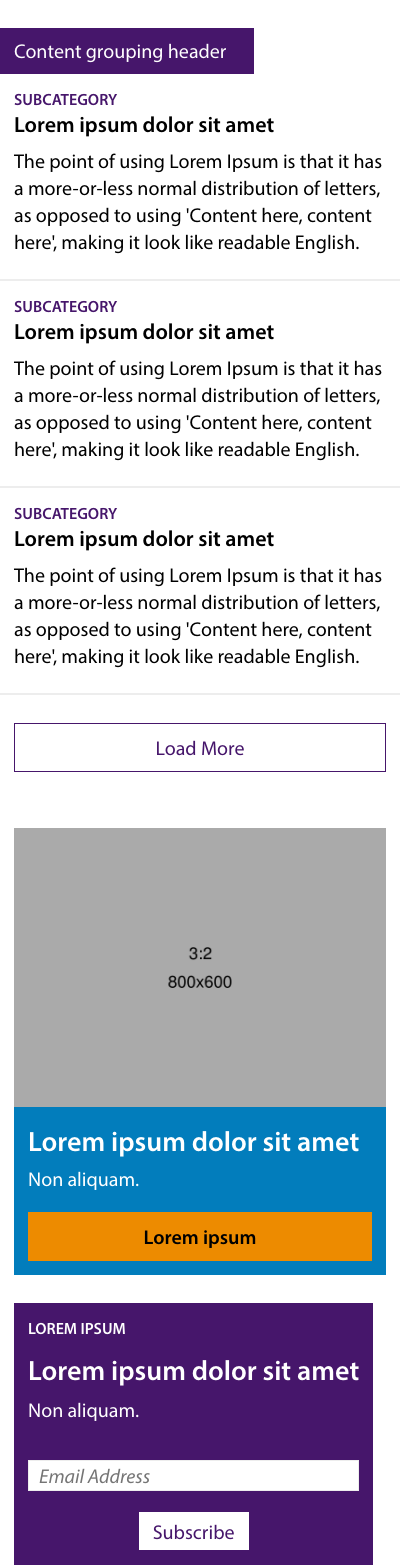 Content grouping header
SUBCATEGORY
Lorem ipsum dolor sit amet
The point of using Lorem Ipsum is that it has
a more-or-less normal distribution of letters,
as opposed to using 'Content here, content
here', making it look like readable English.
SUBCATEGORY
Lorem ipsum dolor sit amet
The point of using Lorem Ipsum is that it has
a more-or-less normal distribution of letters,
as opposed to using 'Content here, content
here', making it look like readable English.
SUBCATEGORY
Lorem ipsum dolor sit amet
The point of using Lorem Ipsum is that it has
a more-or-less normal distribution of letters,
as opposed to using 'Content here, content
here', making it look like readable English.
Load More
3:2
800x600
Lorem ipsum dolor sit amet
Non aliquam.
Lorem ipsum
LOREM IPSUM
Lorem ipsum dolor sit amet
Non aliquam.
Email Address
Subscribe